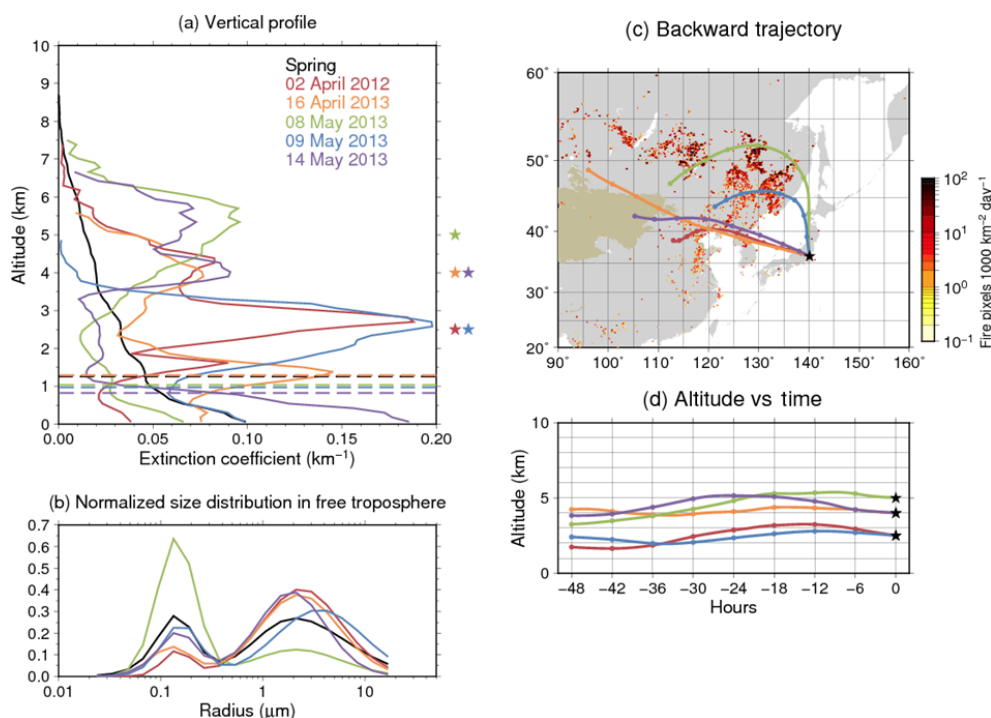 (a) Vertical profile
10
9
8
7
6
5
4
3
2
1
0
Altitude (km)
Spring
02 April 2012
16 April 2013
08 May 2013
09 May 2013
14 May 2013
0.00 0.05 0.10 0.15 0.20
Extinction coefficient (km⁻¹)
(b) Normalized size distribution in free troposphere
0.7
0.6
0.5
0.4
0.3
0.2
0.1
0.0
0.01 0.1 1 10
Radius (μm)
(c) Backward trajectory
60°
50°
40°
30°
20°
90 100 110 120 130 140 150 160
10²
10¹
10⁰
10⁻¹
Fire pixels 1000 km⁻² day⁻¹
(d) Altitude vs time
10
5
0
Altitude (km)
−48 −42 −36 −30 −24 −18 −12 −6 0
Hours